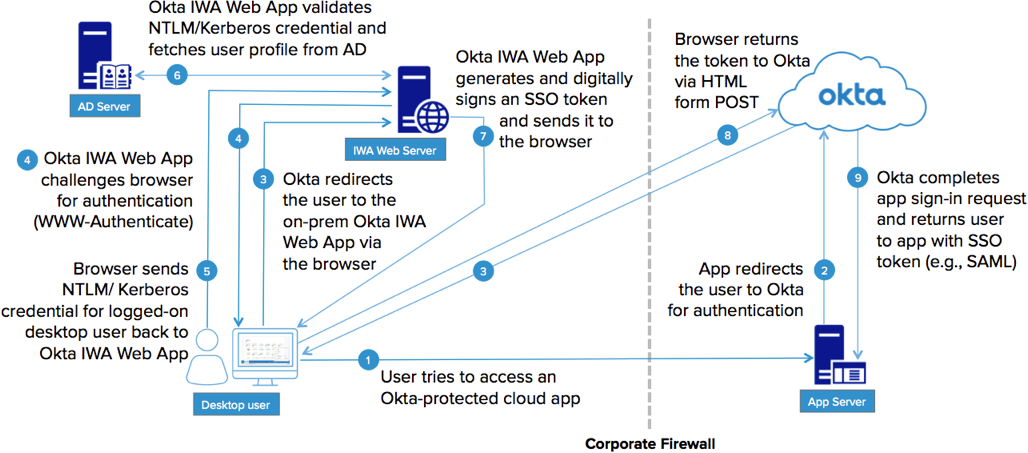 Okta IWA Web App validates
NTLM/Kerberos credential and
fetches user profile from AD
6
AD Server
Okta IWA Web App
generates and digitally
signs an SSO token
and sends it to
the browser
7
IWA Web Server
Browser returns
the token to Okta
via HTML
form POST
8
okta
4
Okta IWA Web App
challenges browser
for authentication
(WWW-Authenticate)
4
3
Okta redirects
the user to the
on-prem Okta IWA
Web App via
the browser
9
Okta completes
app sign-in request
and returns user
to app with SSO
token (e.g., SAML)
5
Browser sends
NTLM/ Kerberos
credential for logged-on
desktop user back to
Okta IWA Web App
3
2
App redirects
the user to Okta
for authentication
1
User tries to access an
Okta-protected cloud app
Desktop user
App Server
Corporate Firewall